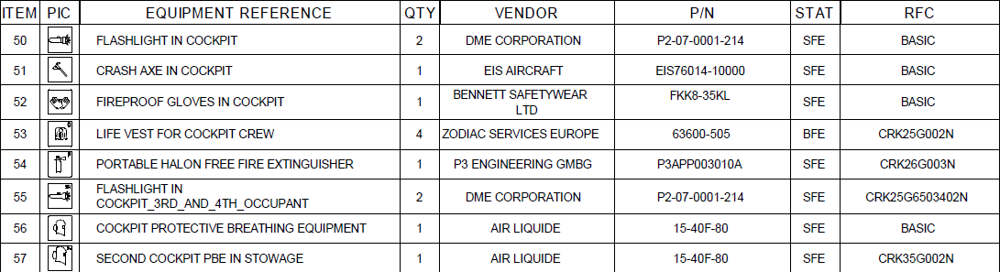 ITEM PIC EQUIPMENT REFERENCE QTY VENDOR P/N STAT RFC
50 FLASHLIGHT IN COCKPIT 2 DME CORPORATION P2-07-0001-214 SFE BASIC
51 CRASH AXE IN COCKPIT 1 EIS AIRCRAFT EIS76014-10000 SFE BASIC
52 FIREPROOF GLOVES IN COCKPIT 1 BENNETT SAFETYWEAR LTD FKK8-35KL SFE BASIC
53 LIFE VEST FOR COCKPIT CREW 4 ZODIAC SERVICES EUROPE 63600-505 BFE CRK25G002N
54 PORTABLE HALON FREE FIRE EXTINGUISHER 1 P3 ENGINEERING GMBG P3APP003010A SFE CRK26G003N
55 FLASHLIGHT IN COCKPIT_3RD_AND_4TH_OCCUPANT 2 DME CORPORATION P2-07-0001-214 SFE CRK25G6503402N
56 COCKPIT PROTECTIVE BREATHING EQUIPMENT 1 AIR LIQUIDE 15-40F-80 SFE BASIC
57 SECOND COCKPIT PBE IN STOWAGE 1 AIR LIQUIDE 15-40F-80 SFE CRK35G002N